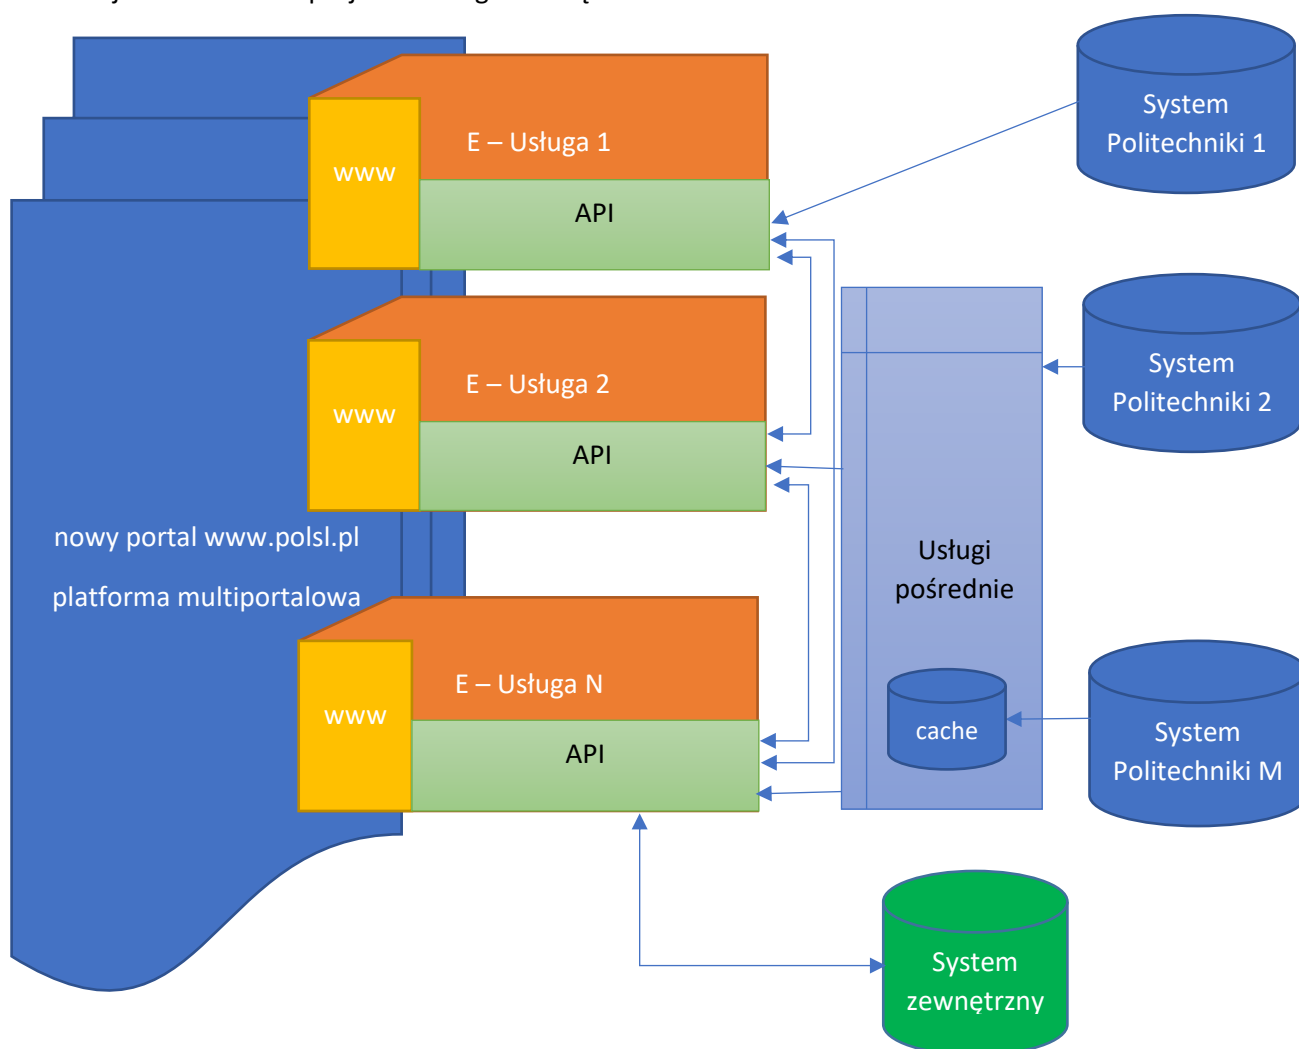 E – Usługa 1
www
API
System
Politechniki 1
E – Usługa 2
www
API
System
Politechniki 2
nowy portal www.polsl.pl
platforma multiportalowa
Usługi
pośrednie
E – Usługa N
www
API
cache
System
Politechniki M
System
zewnętrzny